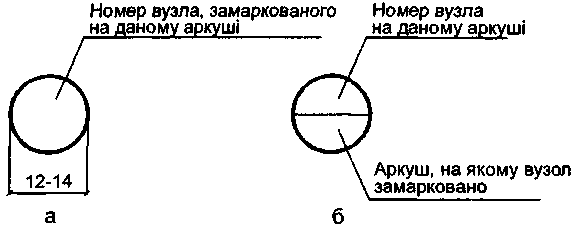 Номер вузла, замаркованого
на даному аркуші
12-14
а
Номер вузла
на даному аркуші
Аркуш, на якому вузол
замарковано
б